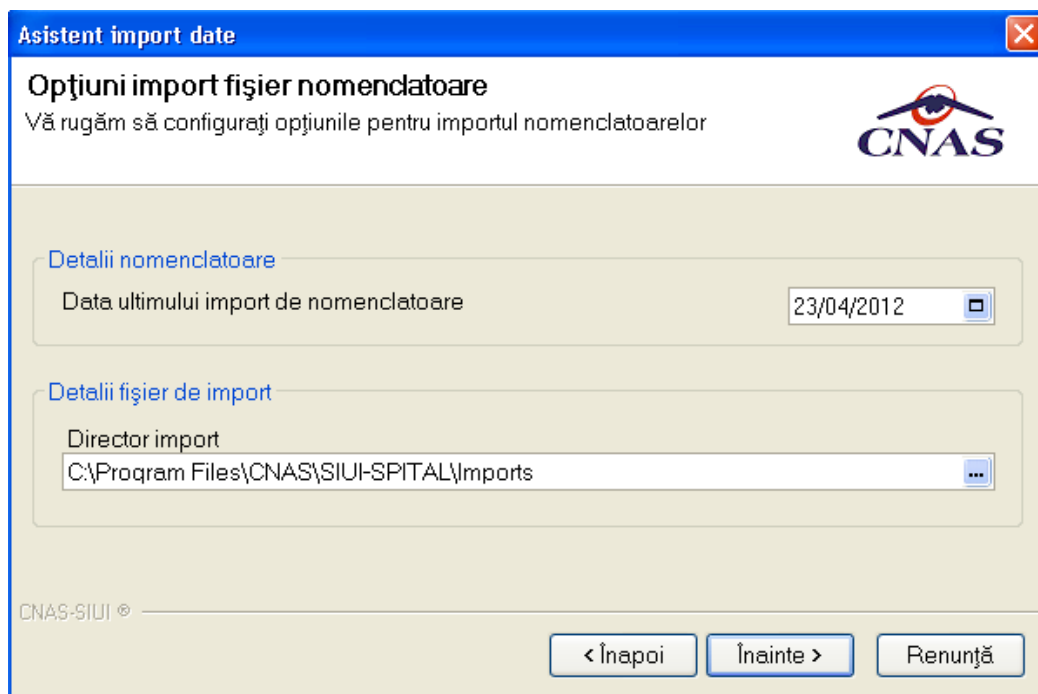 Asistent import date
Opţiuni import fişier nomenclatoare
Vă rugăm să configuraţi opţiunile pentru importul nomenclatoarelor
CNAS
Detalii nomenclatoare
Data ultimului import de nomenclatoare 23/04/2012
Detalii fişier de import
Director import
C:\Program Files\CNAS\SIUI-SPITAL\Imports ...
CNAS-SIUI ®
< Înapoi Înainte > Renunţă